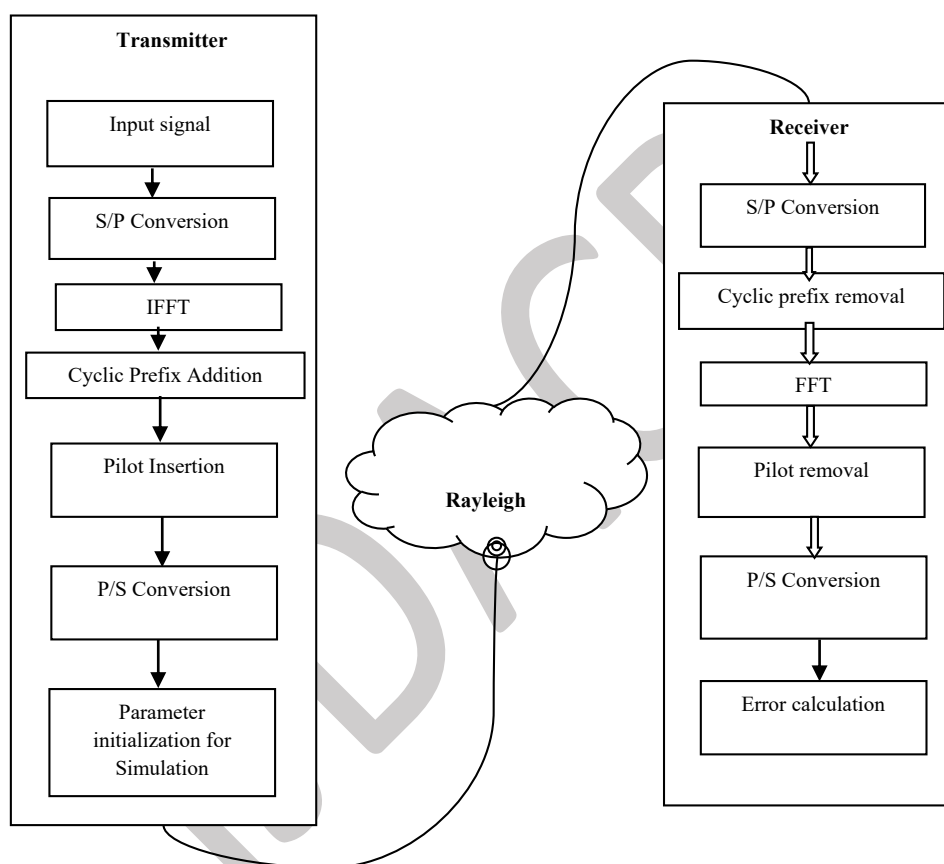 Transmitter
Input signal
S/P Conversion
IFFT
Cyclic Prefix Addition
Pilot Insertion
P/S Conversion
Parameter
initialization for
Simulation
Rayleigh
Receiver
S/P Conversion
Cyclic prefix removal
FFT
Pilot removal
P/S Conversion
Error calculation